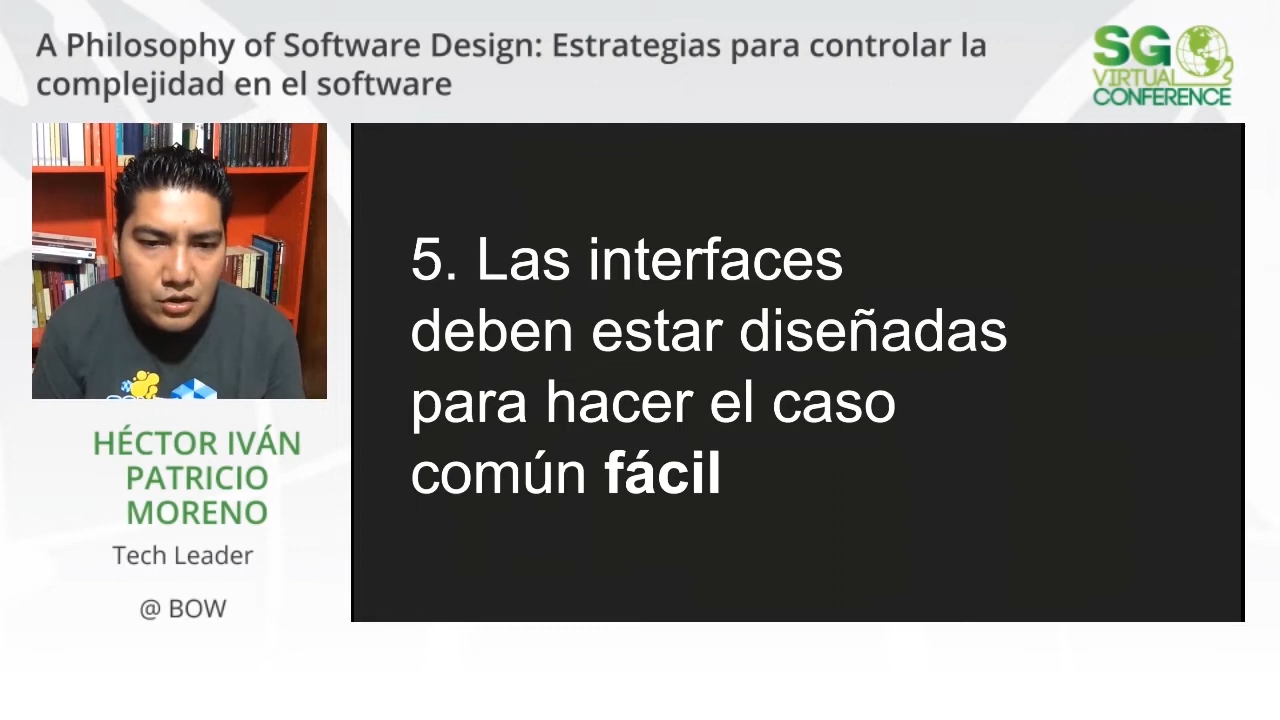 A Philosophy of Software Design: Estrategias para controlar la
complejidad en el software
SG
VIRTUAL
CONFERENCE
5. Las interfaces
deben estar diseñadas
para hacer el caso
común fácil
HÉCTOR IVÁN
PATRICIO
MORENO
Tech Leader
@ BOW